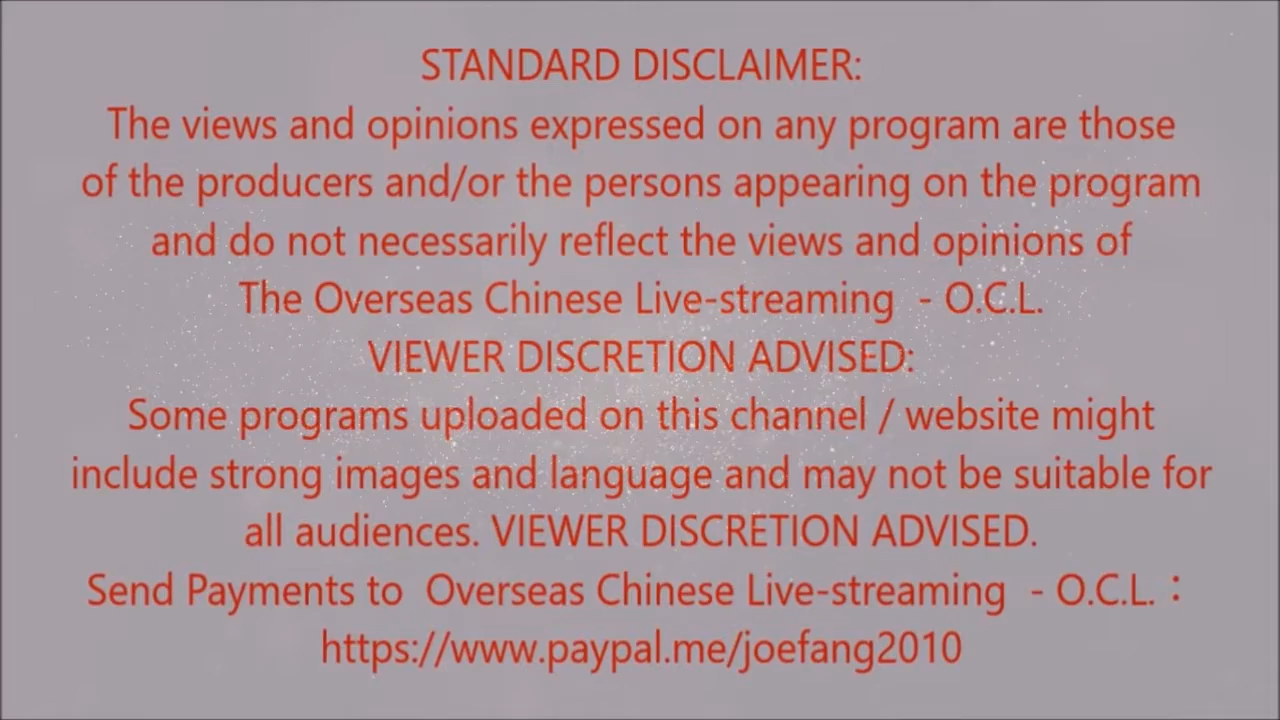 STANDARD DISCLAIMER:
The views and opinions expressed on any program are those
of the producers and/or the persons appearing on the program
and do not necessarily reflect the views and opinions of
The Overseas Chinese Live-streaming  - O.C.L.
VIEWER DISCRETION ADVISED:
Some programs uploaded on this channel / website might
include strong images and language and may not be suitable for
all audiences. VIEWER DISCRETION ADVISED.
Send Payments to  Overseas Chinese Live-streaming  - O.C.L.：
https://www.paypal.me/joefang2010